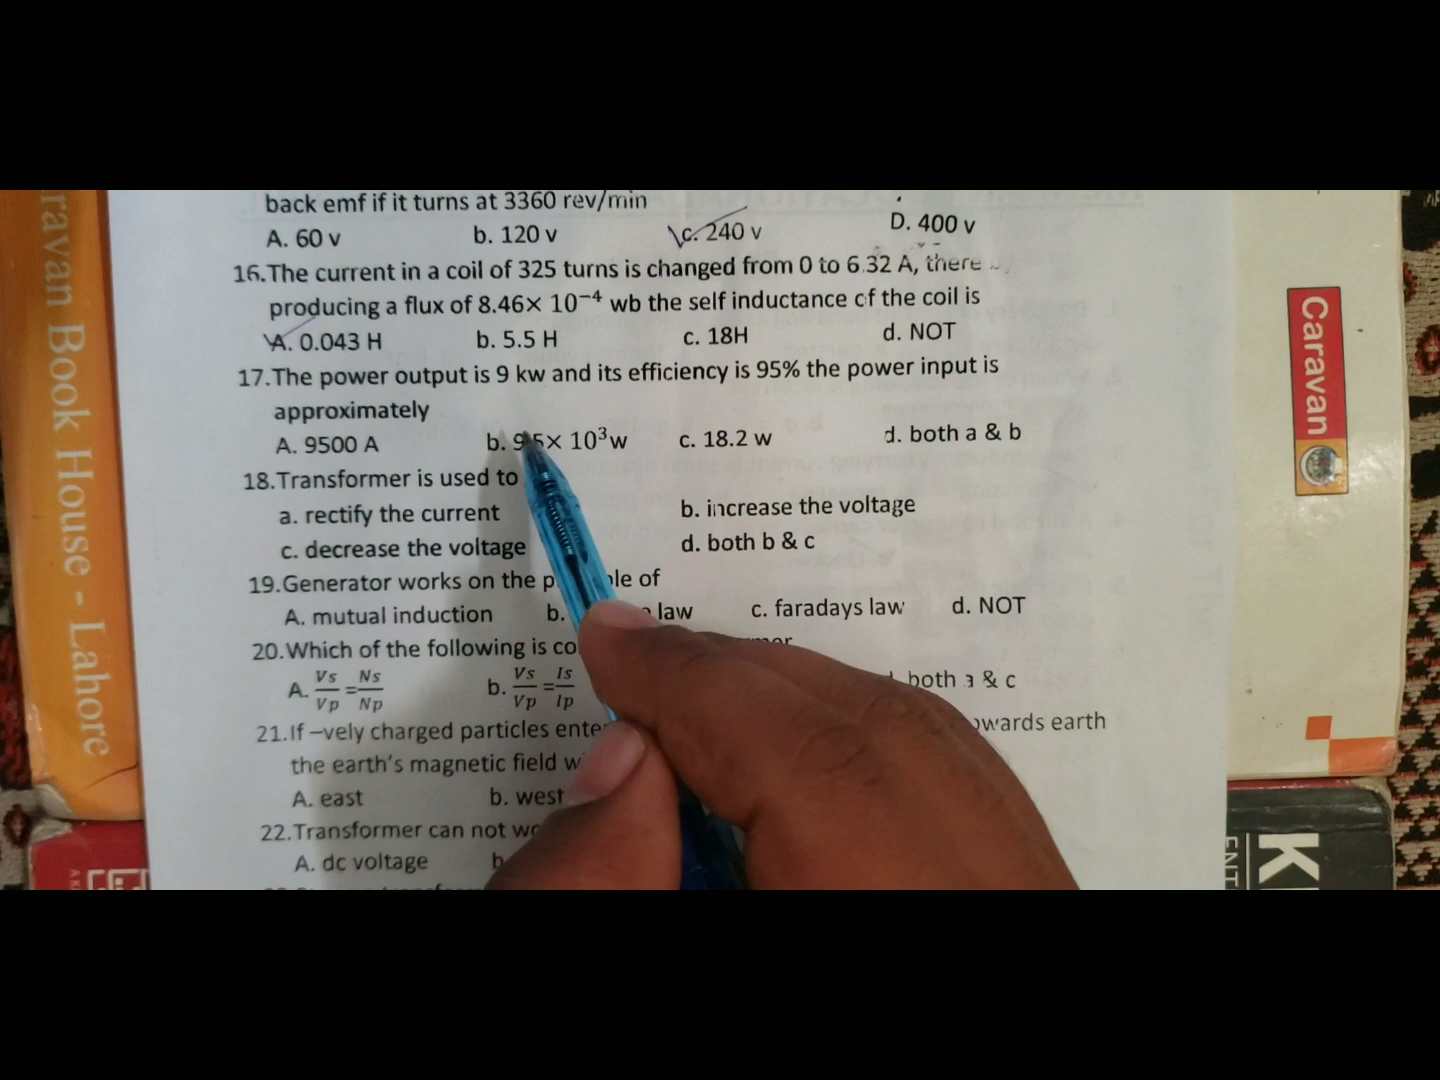 back emf if it turns at 3360 rev/min
A. 60 v b. 120 v c. 240 v D. 400 v
16.The current in a coil of 325 turns is changed from 0 to 6.32 A, there
producing a flux of 8.46× 10⁻⁴ wb the self inductance of the coil is
A. 0.043 H b. 5.5 H c. 18H d. NOT
17.The power output is 9 kw and its efficiency is 95% the power input is
approximately
A. 9500 A b. 9.5× 10³w c. 18.2 w d. both a & b
18.Transformer is used to
a. rectify the current b. increase the voltage
c. decrease the voltage d. both b & c
19.Generator works on the of
A. mutual induction b. law c. faradays law d. NOT
20.Which of the following is
A. Vs/Vp=Ns/Np b. Vs/Vp=Is/Ip both a & c
21.If –vely charged particles towards earth
the earth's magnetic field
A. east b. west
22.Transformer can not
A. dc voltage b
ravan Book House - Lahore
Caravan